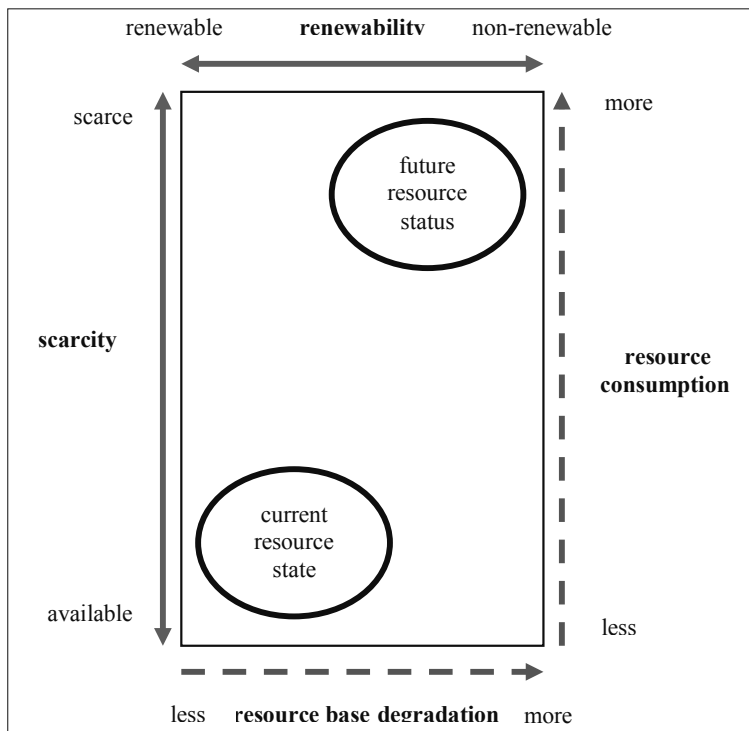 renewable renewability non-renewable
scarce
more
future
resource
status
scarcity
resource
consumption
current
resource
state
available
less
less resource base degradation more